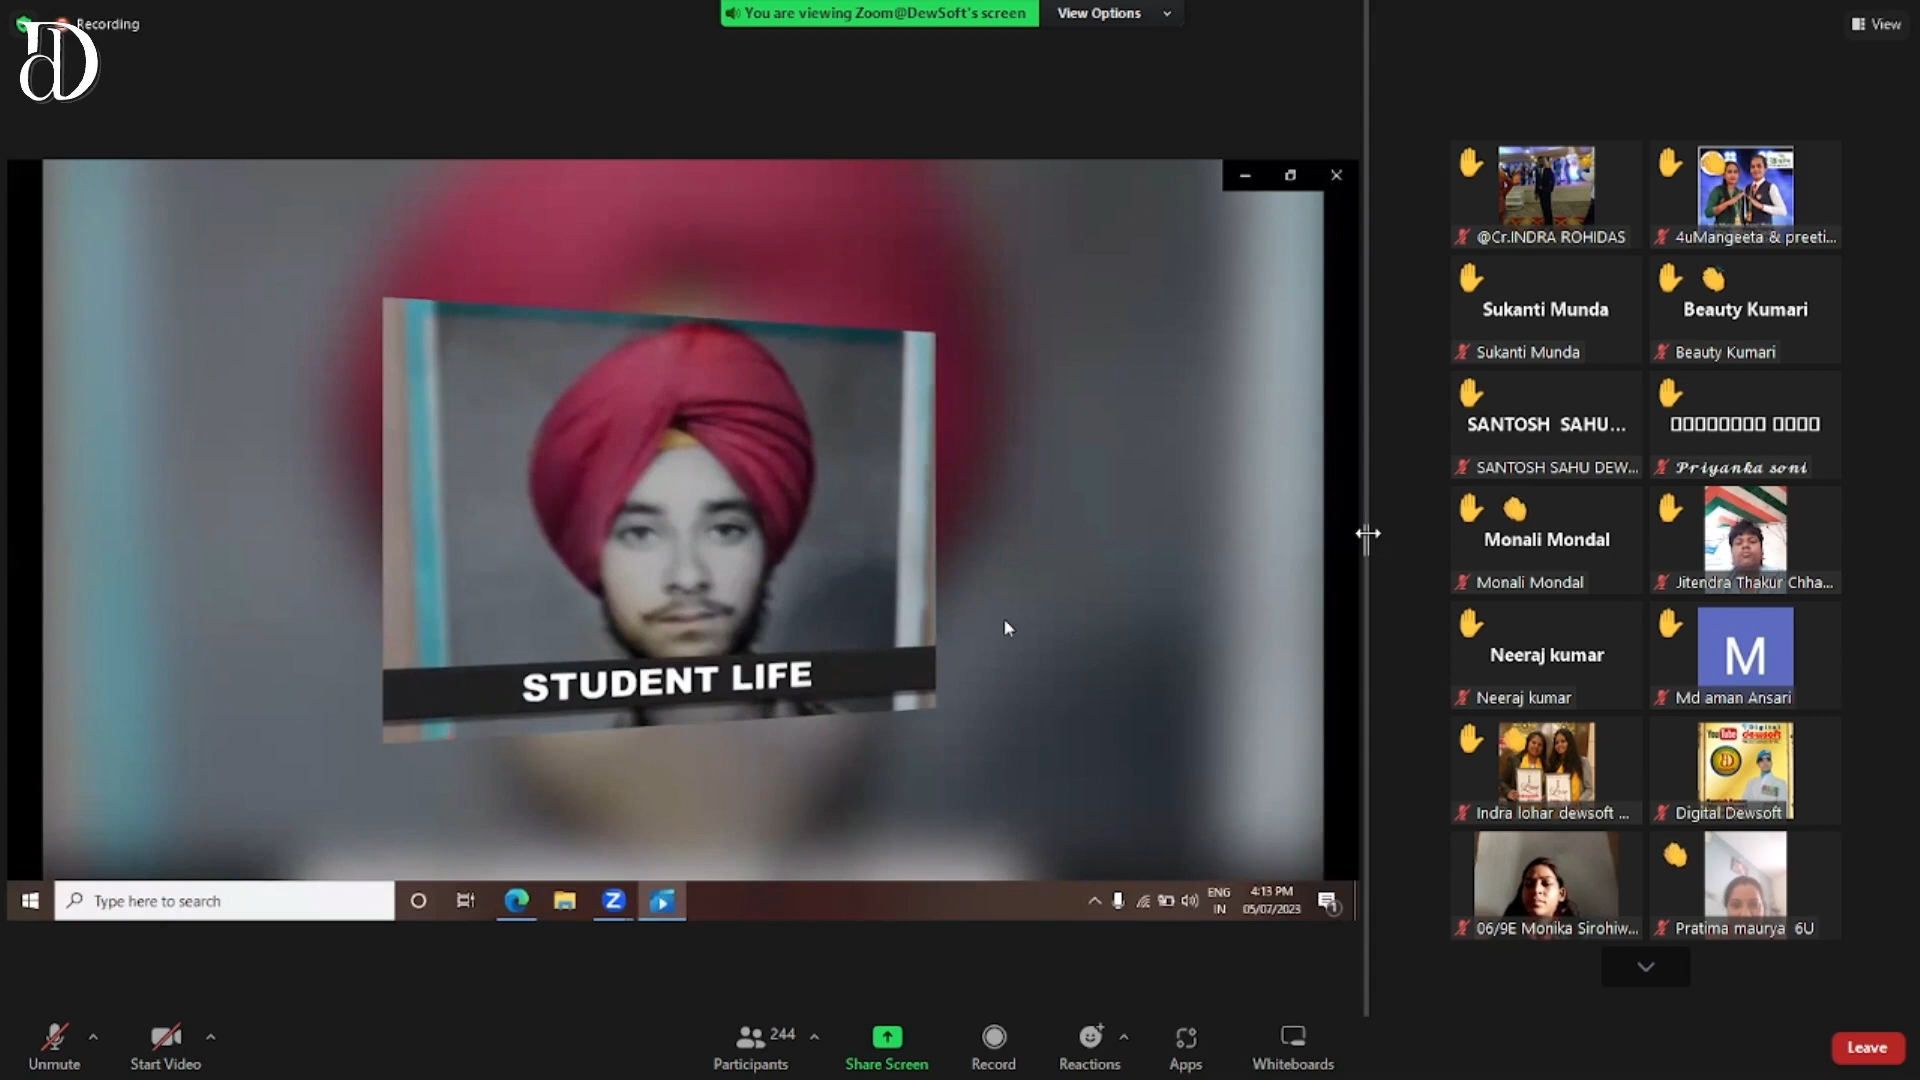 Recording
You are viewing Zoom@DewSoft's screen
View Options
View
@Cr.INDRA ROHIDAS
4uMangeeta & preeti...
Sukanti Munda
Beauty Kumari
Sukanti Munda
Beauty Kumari
SANTOSH SAHU...
SANTOSH SAHU DEW...
𝓟𝓻𝓲𝔂𝓪𝓷𝓴𝓪 𝓼𝓸𝓷𝓲
Monali Mondal
Monali Mondal
Jitendra Thakur Chha...
Neeraj kumar
M
Neeraj kumar
Md aman Ansari
STUDENT LIFE
YouTube
Digital
dewsoft
Indra lohar dewsoft ...
Digital Dewsoft
06/9E Monika Sirohiw...
Pratima maurya 6U
Type here to search
ENG
IN
4:13 PM
05/07/2023
1
Unmute
Start Video
244
Participants
Share Screen
Record
Reactions
Apps
Whiteboards
Leave